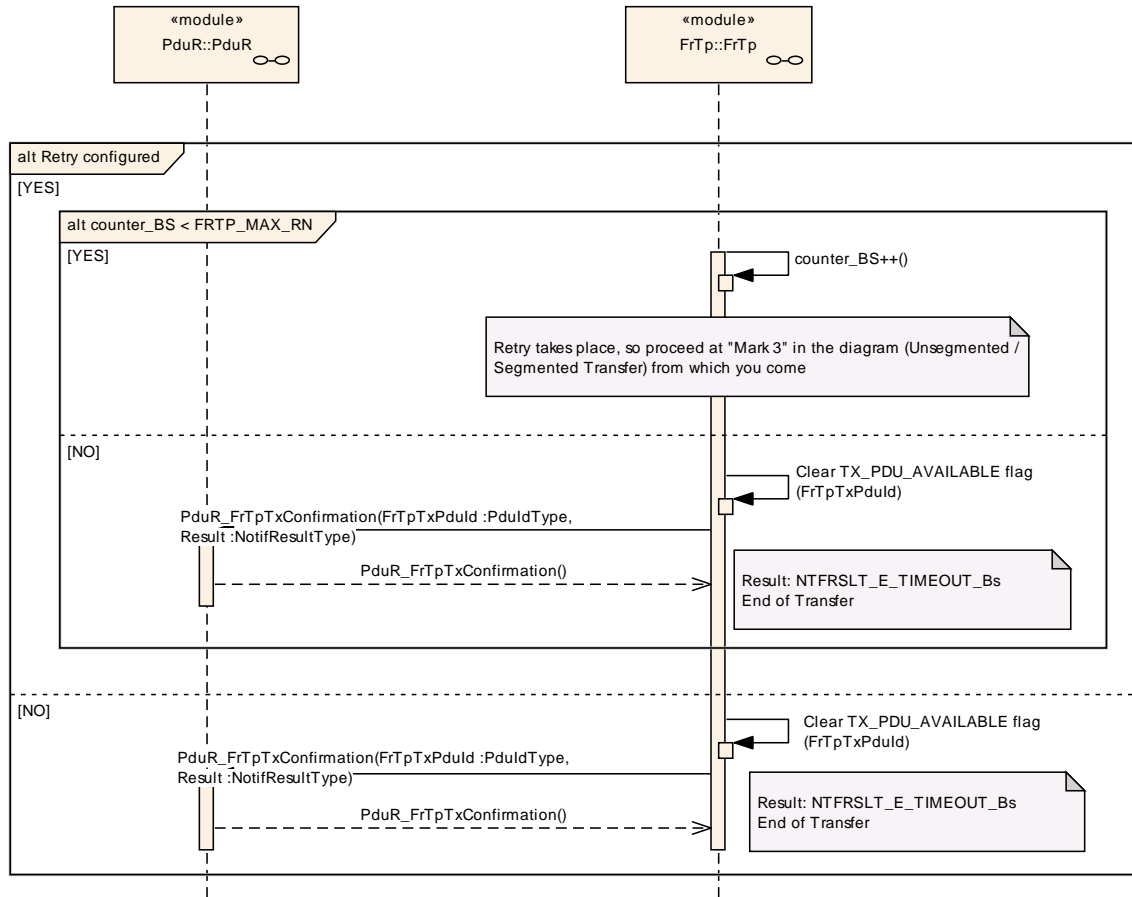 «module»
PduR::PduR
«module»
FrTp::FrTp
alt Retry configured
[YES]
alt counter_BS < FRTP_MAX_RN
[YES]
counter_BS++()
Retry takes place, so proceed at "Mark 3" in the diagram (Unsegmented /
Segmented Transfer) from which you come
[NO]
Clear TX_PDU_AVAILABLE flag
(FrTpTxPduId)
PduR_FrTpTxConfirmation(FrTpTxPduId :PduIdType,
Result :NotifResultType)
PduR_FrTpTxConfirmation()
Result: NTFRSLT_E_TIMEOUT_Bs
End of Transfer
[NO]
Clear TX_PDU_AVAILABLE flag
(FrTpTxPduId)
PduR_FrTpTxConfirmation(FrTpTxPduId :PduIdType,
Result :NotifResultType)
PduR_FrTpTxConfirmation()
Result: NTFRSLT_E_TIMEOUT_Bs
End of Transfer